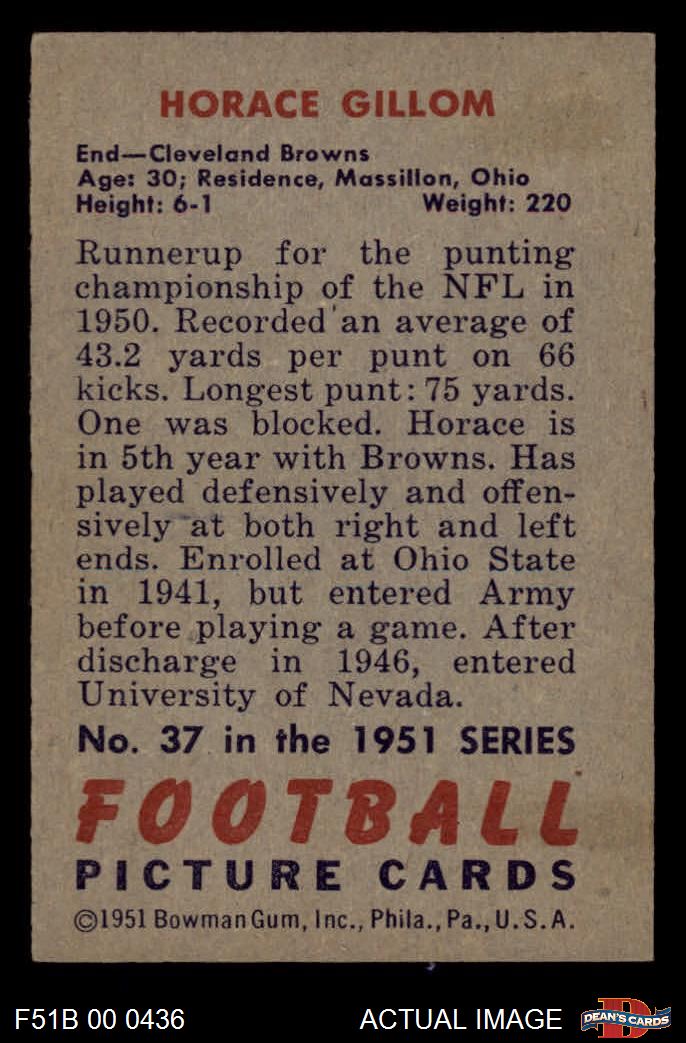 HORACE GILLOM
End—Cleveland Browns
Age: 30; Residence, Massillon, Ohio
Height: 6-1 Weight: 220
Runnerup for the punting
championship of the NFL in
1950. Recorded an average of
43.2 yards per punt on 66
kicks. Longest punt: 75 yards.
One was blocked. Horace is
in 5th year with Browns. Has
played defensively and offen-
sively at both right and left
ends. Enrolled at Ohio State
in 1941, but entered Army
before playing a game. After
discharge in 1946, entered
University of Nevada.
No. 37 in the 1951 SERIES
FOOTBALL
PICTURE CARDS
©1951 Bowman Gum, Inc., Phila., Pa., U.S.A.
F51B 00 0436 ACTUAL IMAGE D DEAN'S CARDS